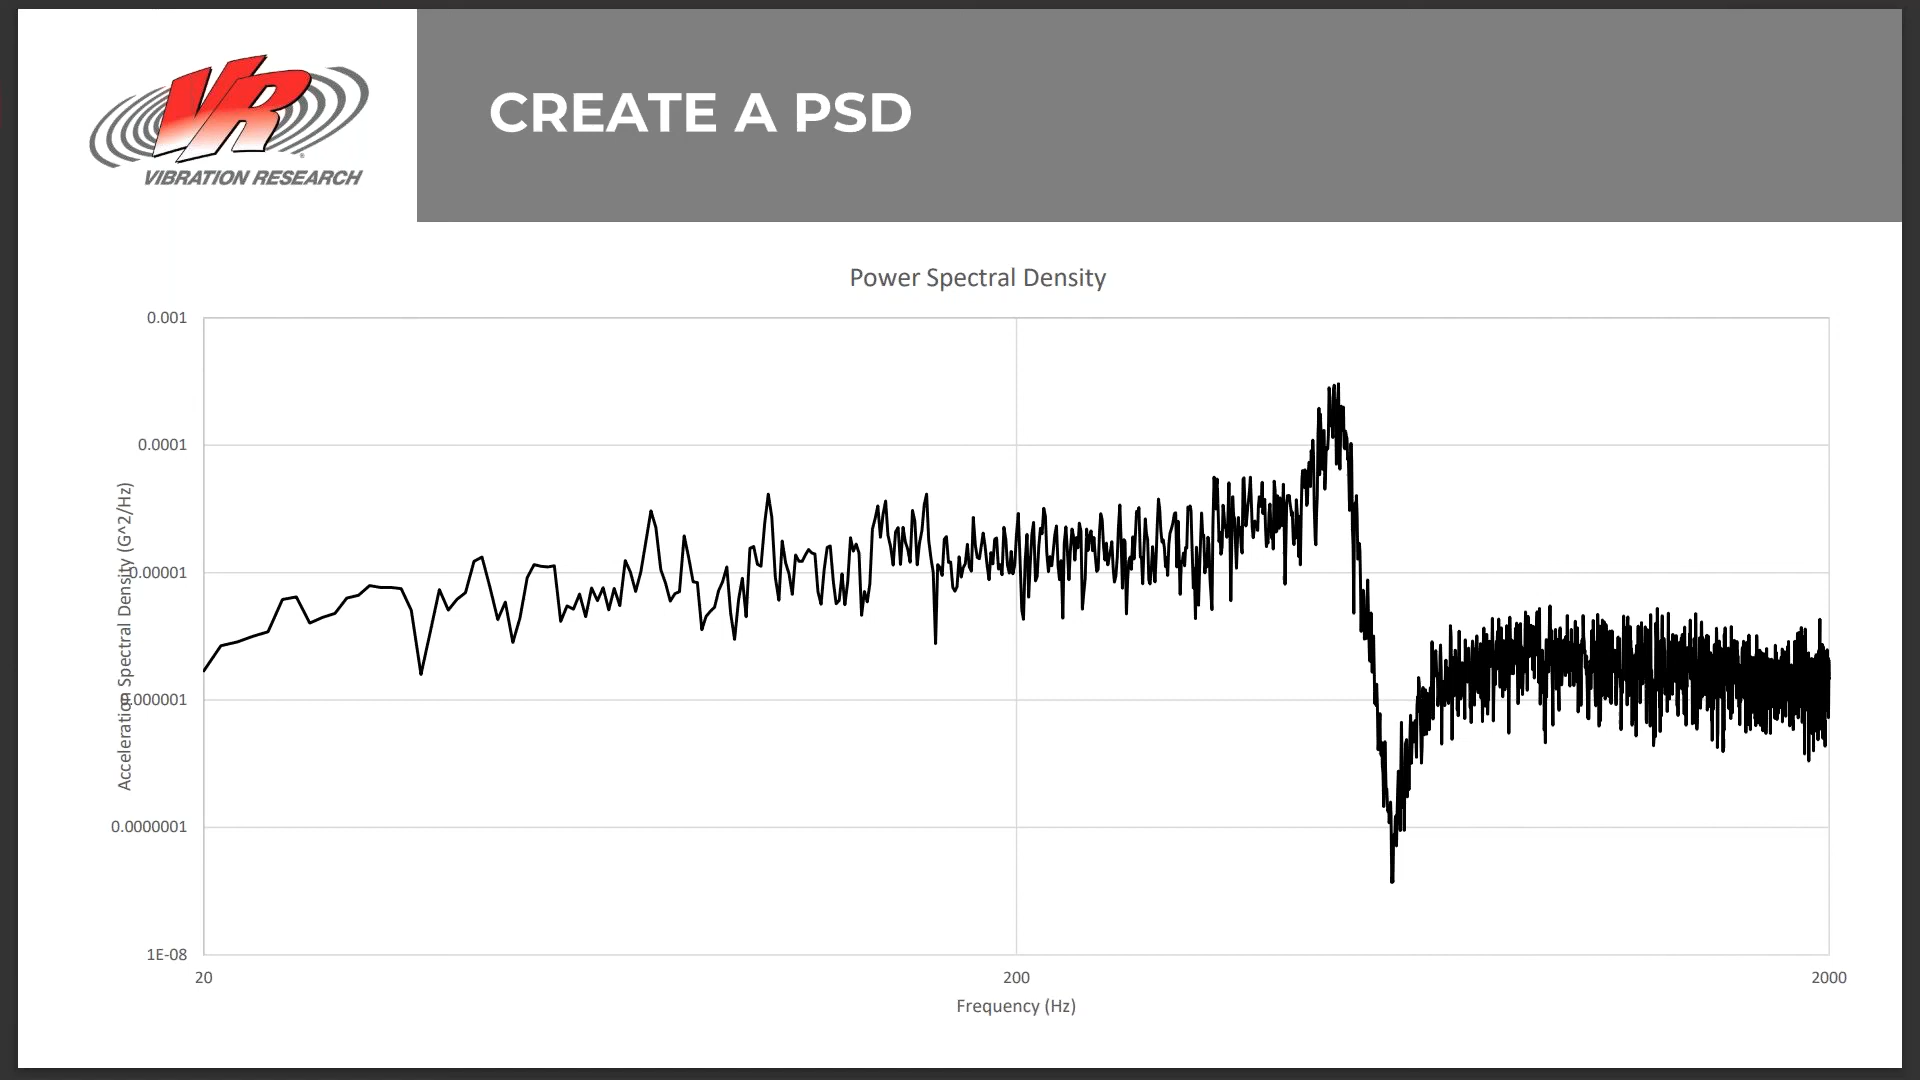 VR
VIBRATION RESEARCH
CREATE A PSD
Power Spectral Density
0.001
0.0001
0.00001
0.000001
0.0000001
1E-08
Acceleration Spectral Density (G^2/Hz)
20
200
2000
Frequency (Hz)